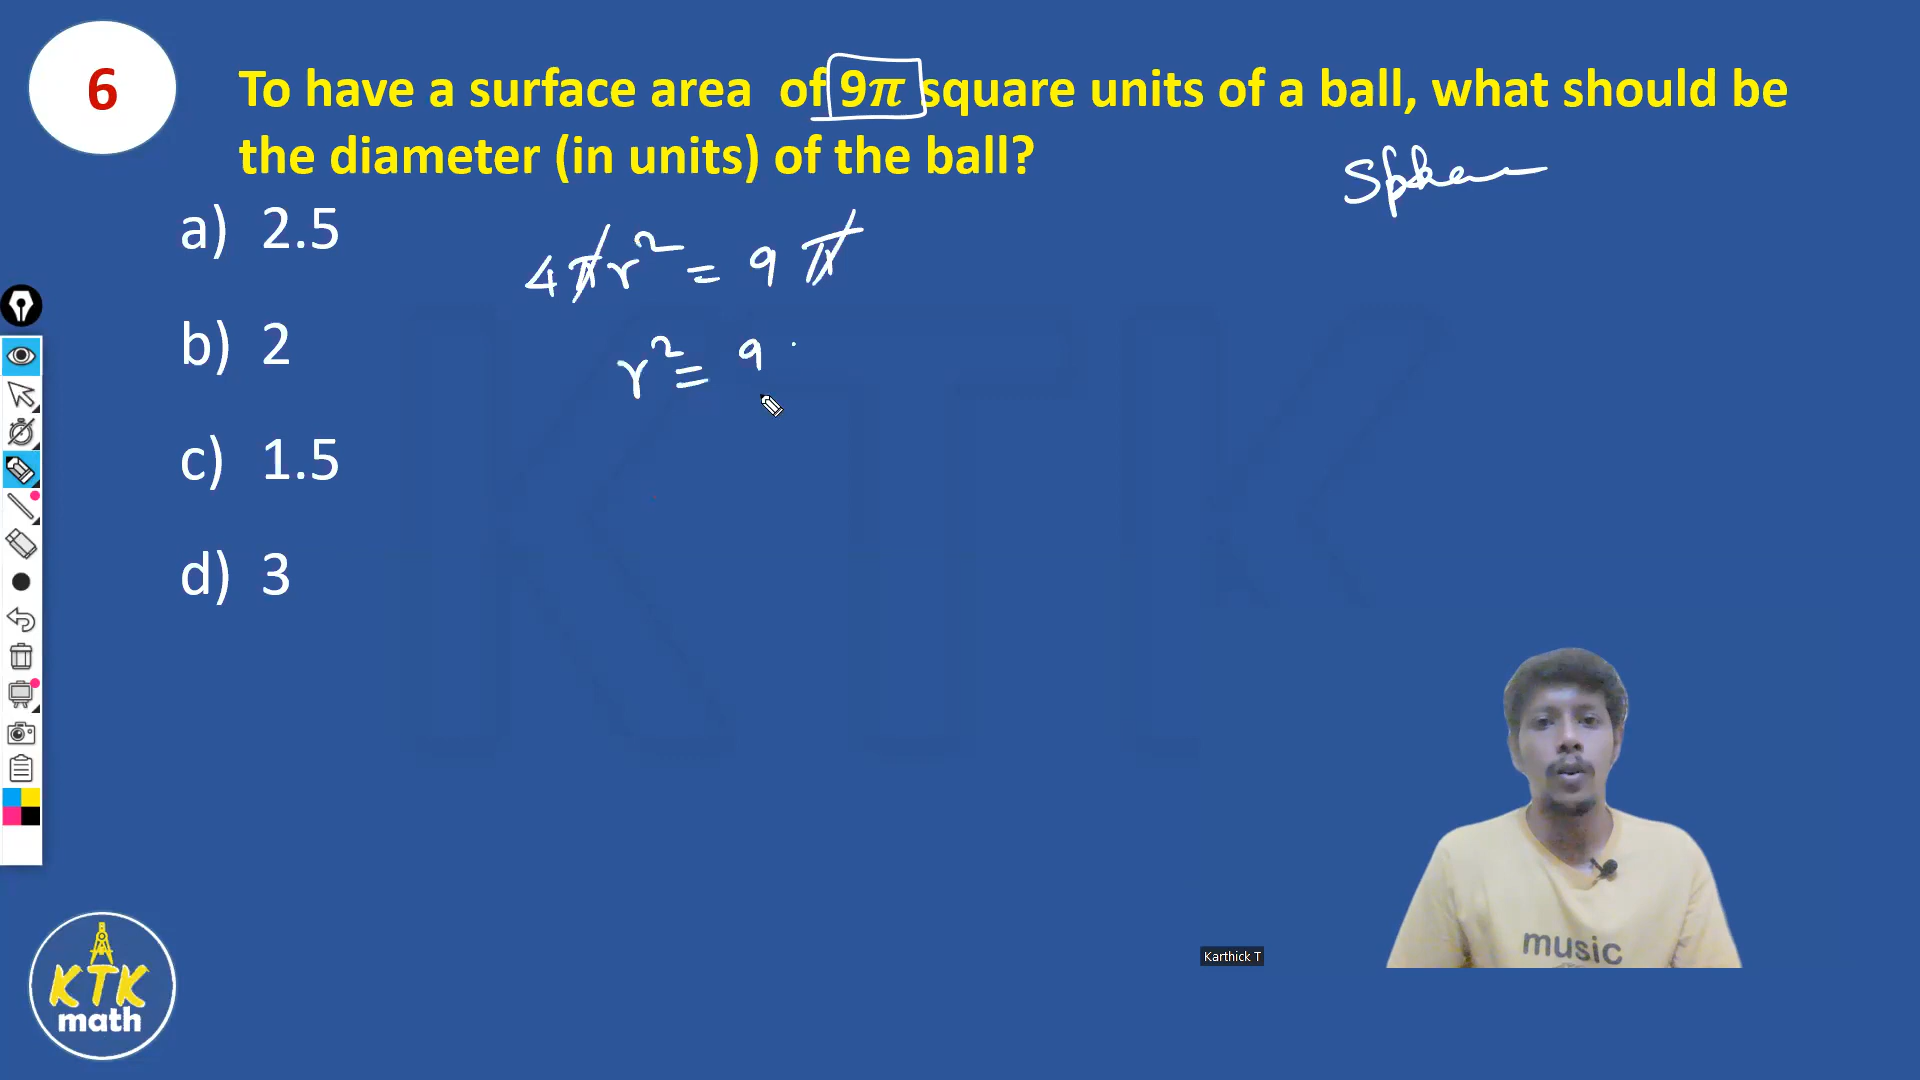 6
To have a surface area of 9π square units of a ball, what should be
the diameter (in units) of the ball?
a) 2.5
b) 2
c) 1.5
d) 3
4πr² = 9π
r² = 9
KTK
math
Karthick T
music